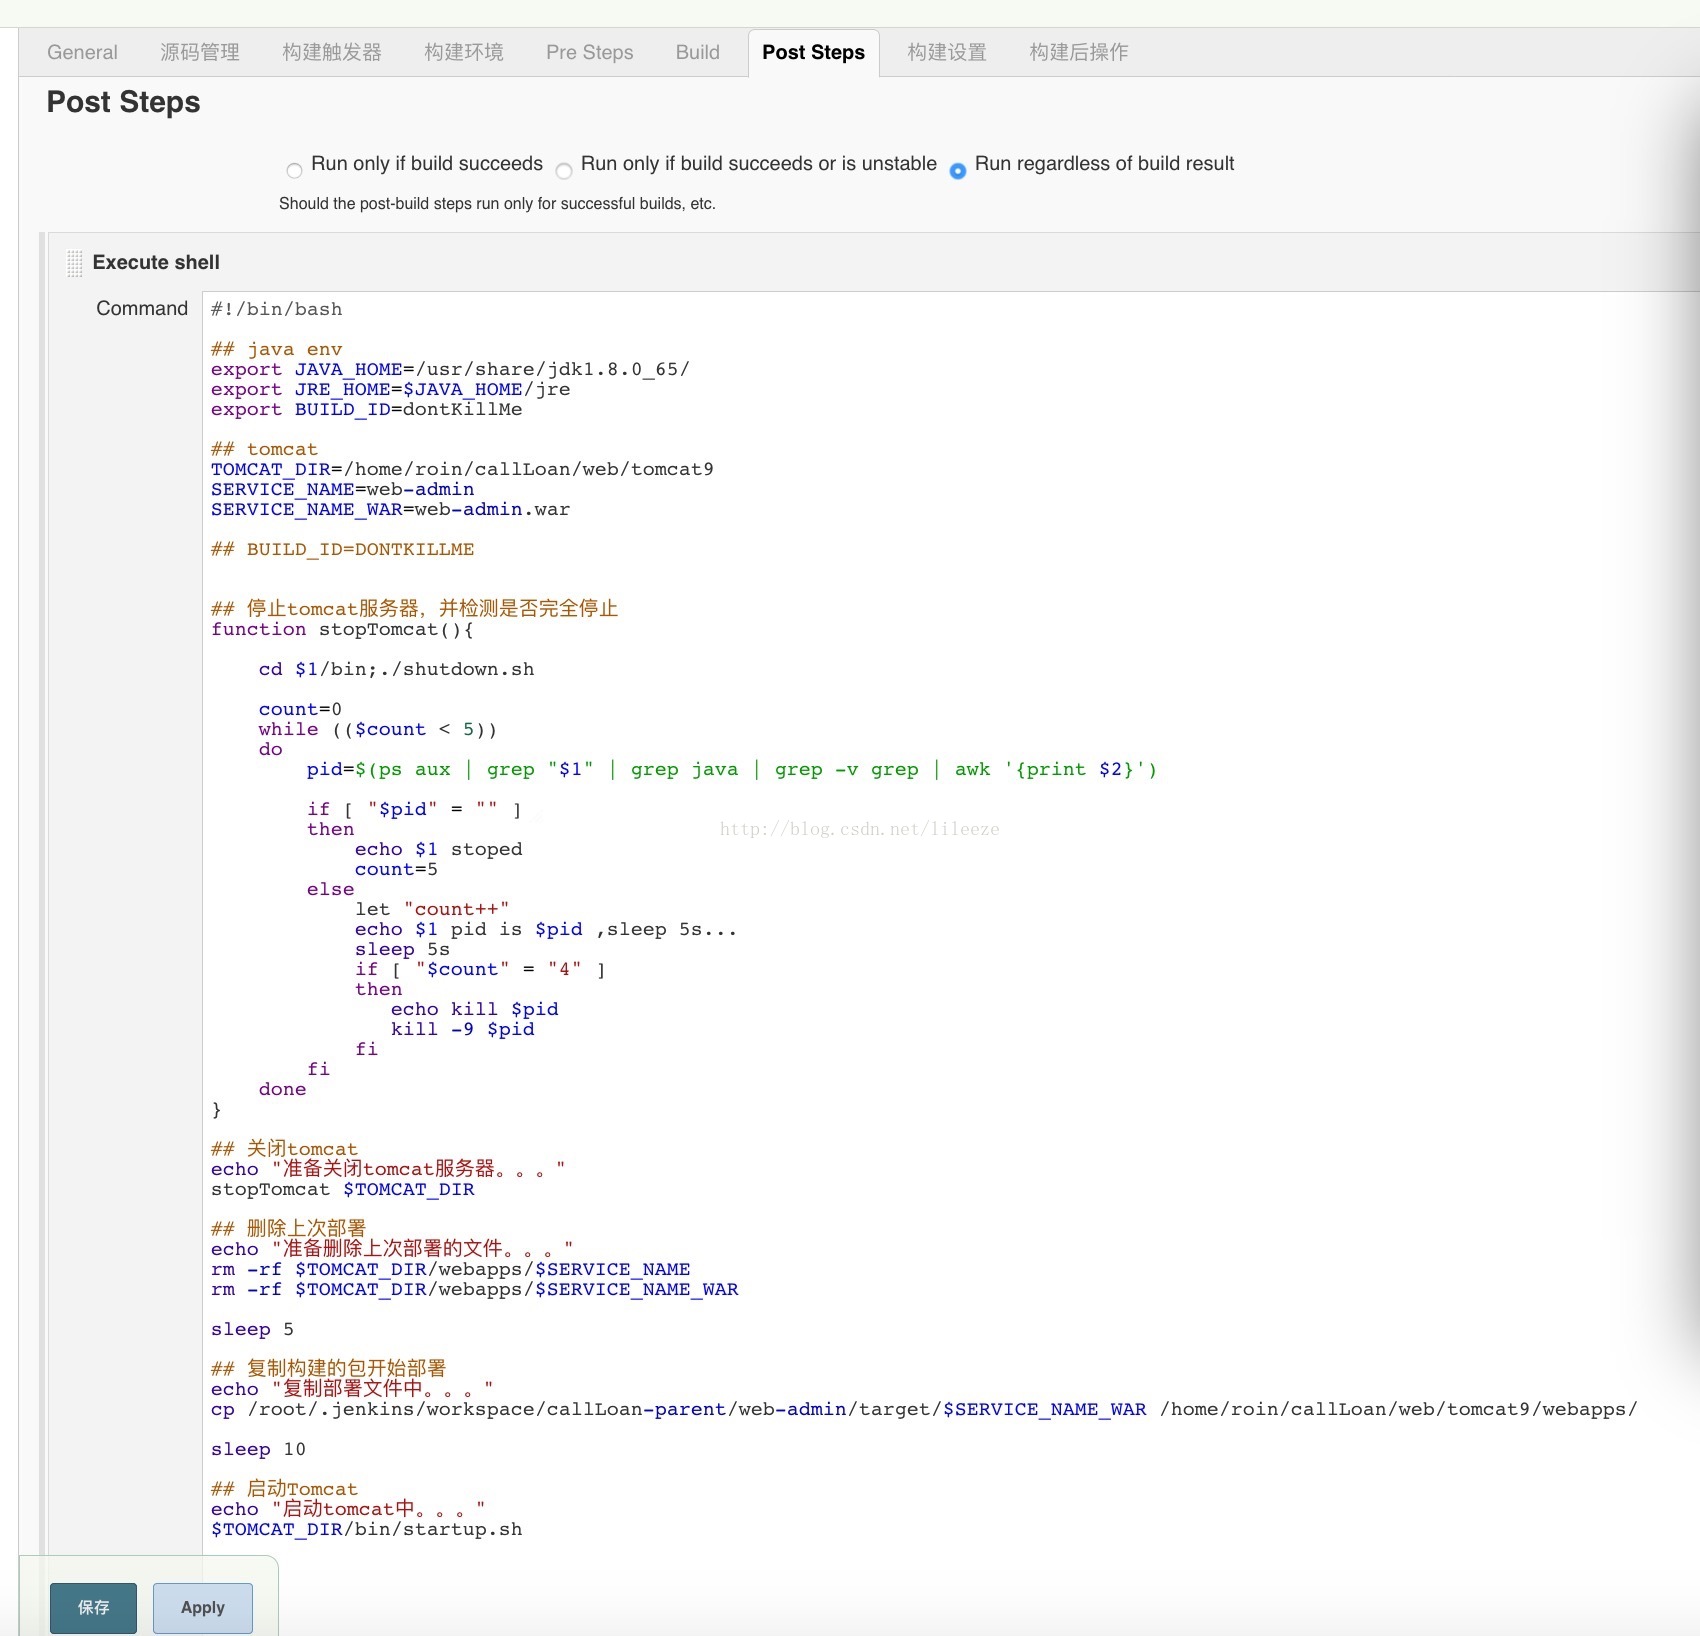 General 源码管理 构建触发器 构建环境 Pre Steps Build Post Steps 构建设置 构建后操作
Post Steps
Run only if build succeeds Run only if build succeeds or is unstable Run regardless of build result
Should the post-build steps run only for successful builds, etc.
Execute shell
Command
#!/bin/bash
## java env
export JAVA_HOME=/usr/share/jdk1.8.0_65/
export JRE_HOME=$JAVA_HOME/jre
export BUILD_ID=dontKillMe
## tomcat
TOMCAT_DIR=/home/roin/callLoan/web/tomcat9
SERVICE_NAME=web-admin
SERVICE_NAME_WAR=web-admin.war
## BUILD_ID=DONTKILLME
## 停止tomcat服务器，并检测是否完全停止
function stopTomcat(){
cd $1/bin;./shutdown.sh
count=0
while (($count < 5))
do
pid=$(ps aux | grep "$1" | grep java | grep -v grep | awk '{print $2}')
if [ "$pid" = "" ]
then
http://blog.csdn.net/lileeze
echo $1 stoped
count=5
else
let "count++"
echo $1 pid is $pid ,sleep 5s...
sleep 5s
if [ "$count" = "4" ]
then
echo kill $pid
kill -9 $pid
fi
fi
done
}
## 关闭tomcat
echo "准备关闭tomcat服务器。。。"
stopTomcat $TOMCAT_DIR
## 删除上次部署
echo "准备删除上次部署的文件。。。"
rm -rf $TOMCAT_DIR/webapps/$SERVICE_NAME
rm -rf $TOMCAT_DIR/webapps/$SERVICE_NAME_WAR
sleep 5
## 复制构建的包开始部署
echo "复制部署文件中。。。"
cp /root/.jenkins/workspace/callLoan-parent/web-admin/target/$SERVICE_NAME_WAR /home/roin/callLoan/web/tomcat9/webapps/
sleep 10
## 启动Tomcat
echo "启动tomcat中。。。"
$TOMCAT_DIR/bin/startup.sh
保存 Apply